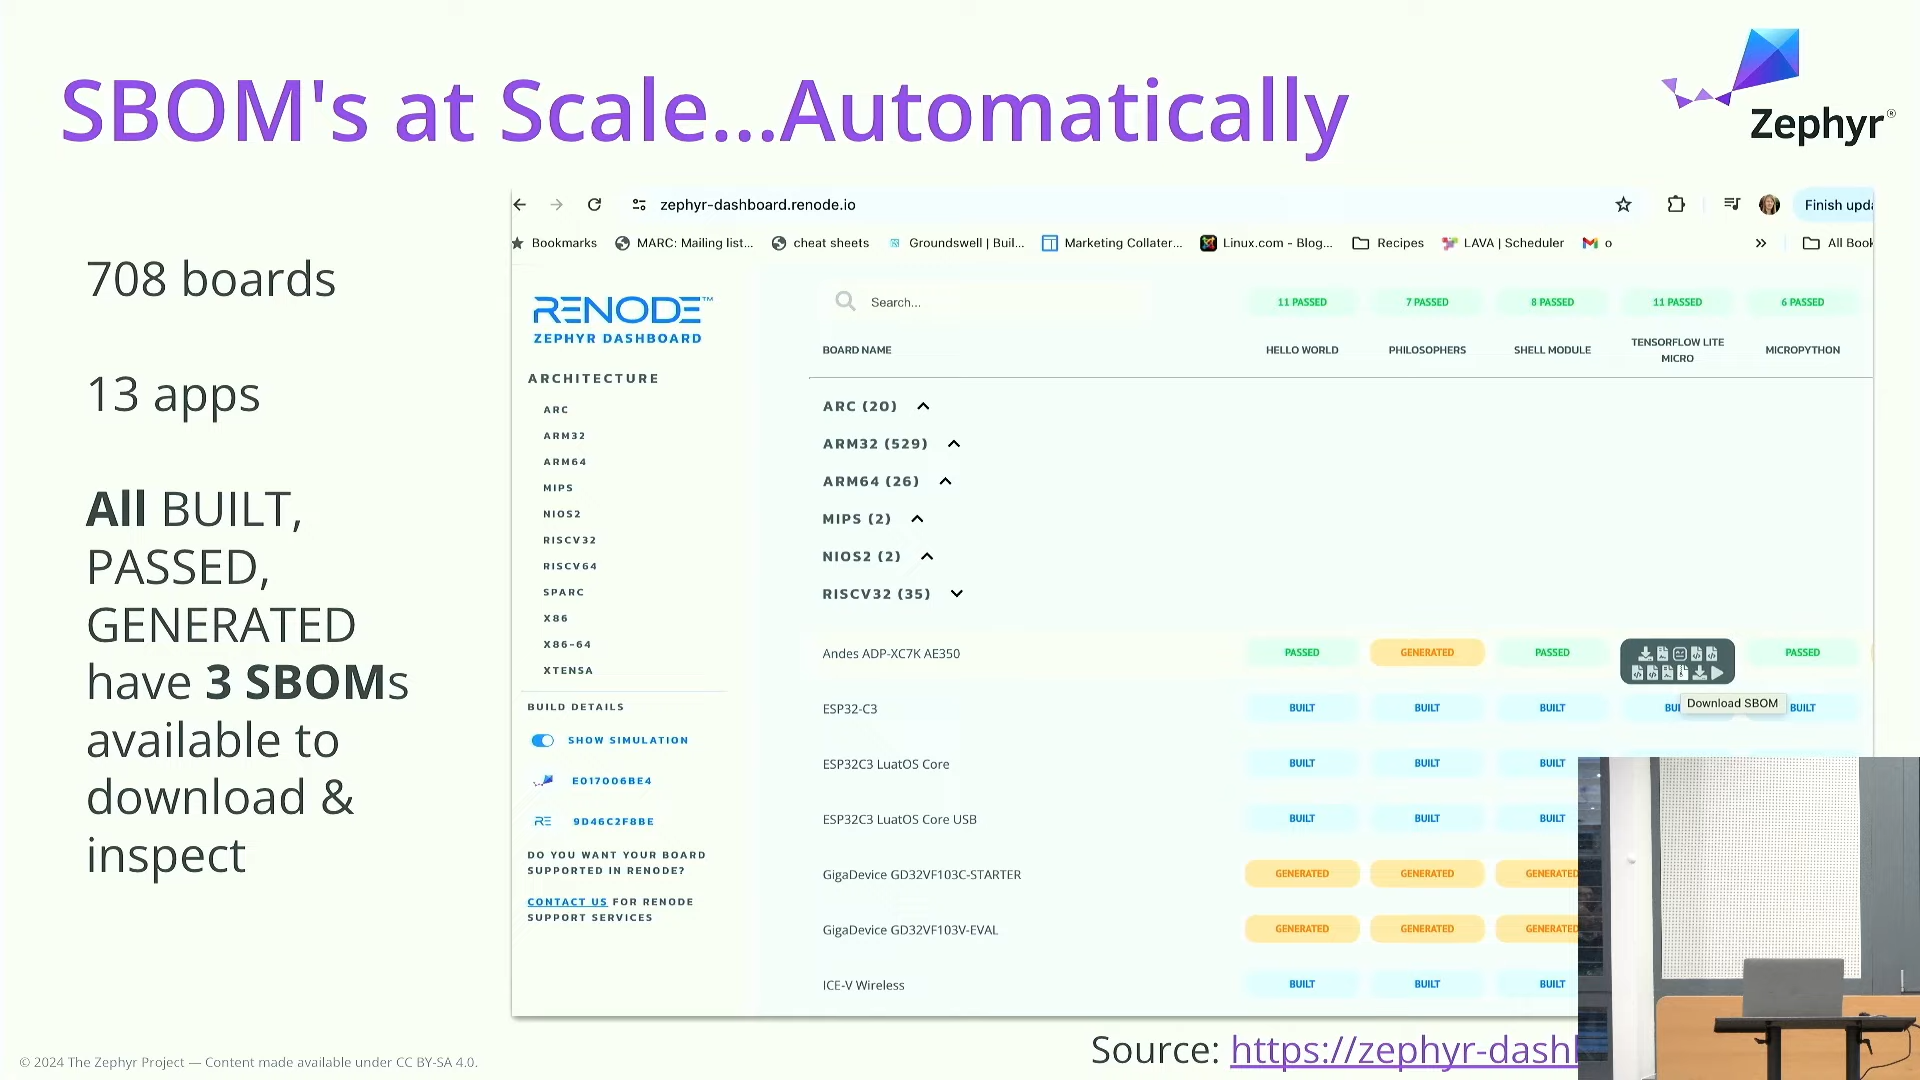 SBOM's at Scale...Automatically
Zephyr®
708 boards
13 apps
All BUILT,
PASSED,
GENERATED
have 3 SBOMs
available to
download &
inspect
zephyr-dashboard.renode.io
Finish upda
Bookmarks
MARC: Mailing list...
cheat sheets
Groundswell | Buil...
Marketing Collater...
Linux.com - Blog...
Recipes
LAVA | Scheduler
o
»
All Book
RENODE™
ZEPHYR DASHBOARD
ARCHITECTURE
ARC
ARM32
ARM64
MIPS
NIOS2
RISCV32
RISCV64
SPARC
X86
X86-64
XTENSA
BUILD DETAILS
SHOW SIMULATION
E017006BE4
RE 9D46C2F8BE
DO YOU WANT YOUR BOARD
SUPPORTED IN RENODE?
CONTACT US FOR RENODE
SUPPORT SERVICES
Search...
11 PASSED 7 PASSED 8 PASSED 11 PASSED 6 PASSED
BOARD NAME HELLO WORLD PHILOSOPHERS SHELL MODULE TENSORFLOW LITE MICRO MICROPYTHON
ARC (20)
ARM32 (529)
ARM64 (26)
MIPS (2)
NIOS2 (2)
RISCV32 (35)
Andes ADP-XC7K AE350 PASSED GENERATED PASSED PASSED
Download SBOM
ESP32-C3 BUILT BUILT BUILT BUI BUILT
ESP32C3 LuatOS Core BUILT BUILT BUILT
ESP32C3 LuatOS Core USB BUILT BUILT BUILT
GigaDevice GD32VF103C-STARTER GENERATED GENERATED GENERATED
GigaDevice GD32VF103V-EVAL GENERATED GENERATED GENERATED
ICE-V Wireless BUILT BUILT BUILT
Source: https://zephyr-dash
© 2024 The Zephyr Project — Content made available under CC BY-SA 4.0.